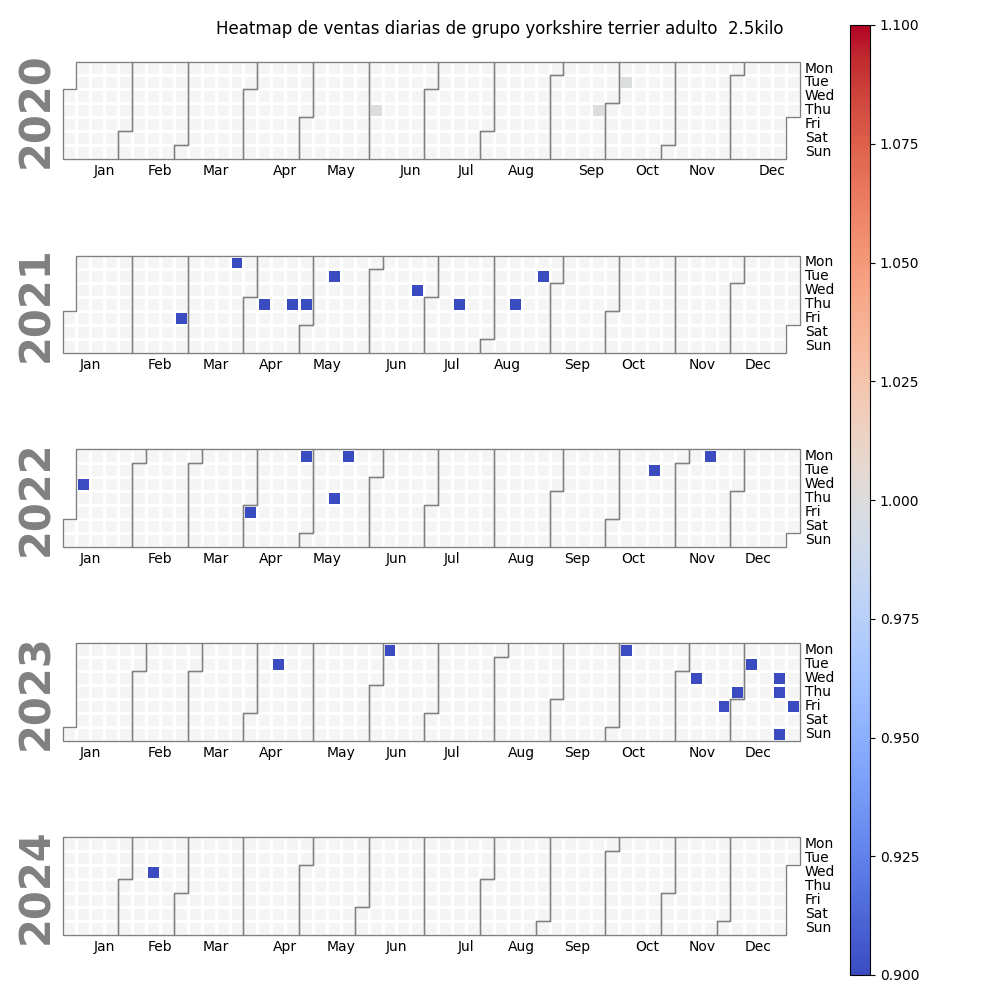 Heatmap de ventas diarias de grupo yorkshire terrier adulto  2.5kilo
2020
Mon
Tue
Wed
Thu
Fri
Sat
Sun
Jan Feb Mar Apr May Jun Jul Aug Sep Oct Nov Dec
2021
Mon
Tue
Wed
Thu
Fri
Sat
Sun
Jan Feb Mar Apr May Jun Jul Aug Sep Oct Nov Dec
2022
Mon
Tue
Wed
Thu
Fri
Sat
Sun
Jan Feb Mar Apr May Jun Jul Aug Sep Oct Nov Dec
2023
Mon
Tue
Wed
Thu
Fri
Sat
Sun
Jan Feb Mar Apr May Jun Jul Aug Sep Oct Nov Dec
2024
Mon
Tue
Wed
Thu
Fri
Sat
Sun
Jan Feb Mar Apr May Jun Jul Aug Sep Oct Nov Dec
1.100
1.075
1.050
1.025
1.000
0.975
0.950
0.925
0.900